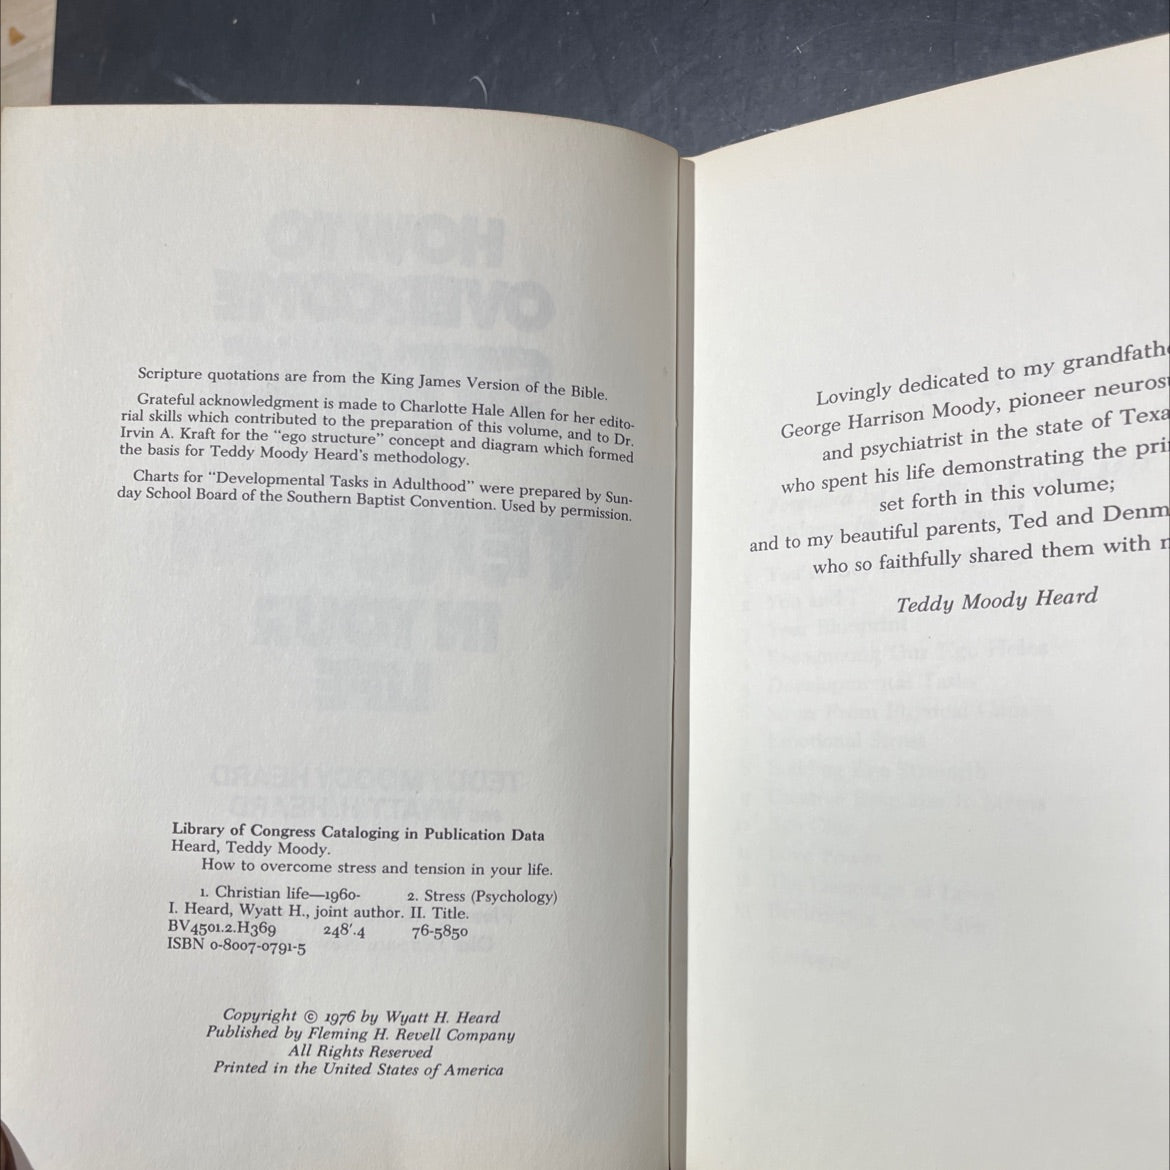 Scripture quotations are from the King James Version of the Bible.
Grateful acknowledgment is made to Charlotte Hale Allen for her edito-
rial skills which contributed to the preparation of this volume, and to Dr.
Irvin A. Kraft for the "ego structure" concept and diagram which formed
the basis for Teddy Moody Heard's methodology.
Charts for "Developmental Tasks in Adulthood" were prepared by Sun-
day School Board of the Southern Baptist Convention. Used by permission.
Library of Congress Cataloging in Publication Data
Heard, Teddy Moody.
How to overcome stress and tension in your life.
1. Christian life—1960- 2. Stress (Psychology)
I. Heard, Wyatt H., joint author. II. Title.
BV4501.2.H369 248'.4 76-5850
ISBN 0-8007-0791-5
Copyright © 1976 by Wyatt H. Heard
Published by Fleming H. Revell Company
All Rights Reserved
Printed in the United States of America
Lovingly dedicated to my
George Harrison Moody, pioneer
and psychiatrist in the state of
who spent his life demonstrating the
set forth in this volume;
and to my beautiful parents, Ted and
who so faithfully shared them with
Teddy Moody Heard